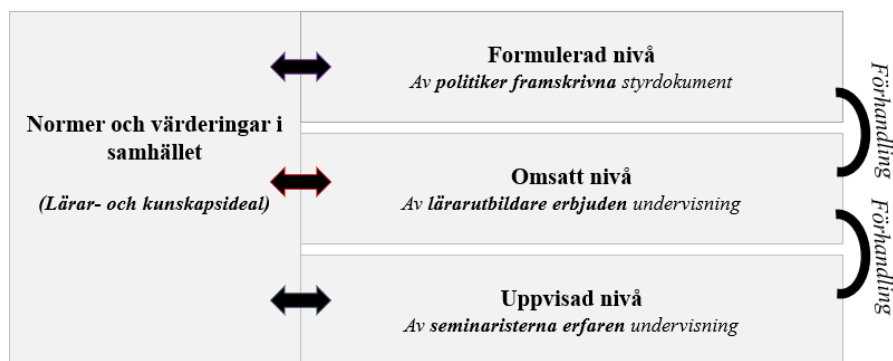 Normer och värderingar i
samhället
(Lärar- och kunskapsideal)
Formulerad nivå
Av politiker framskrivna styrdokument
Omsatt nivå
Av lärarutbildare erbjuden undervisning
Uppvisad nivå
Av seminaristerna erfaren undervisning
Förhandling
Förhandling